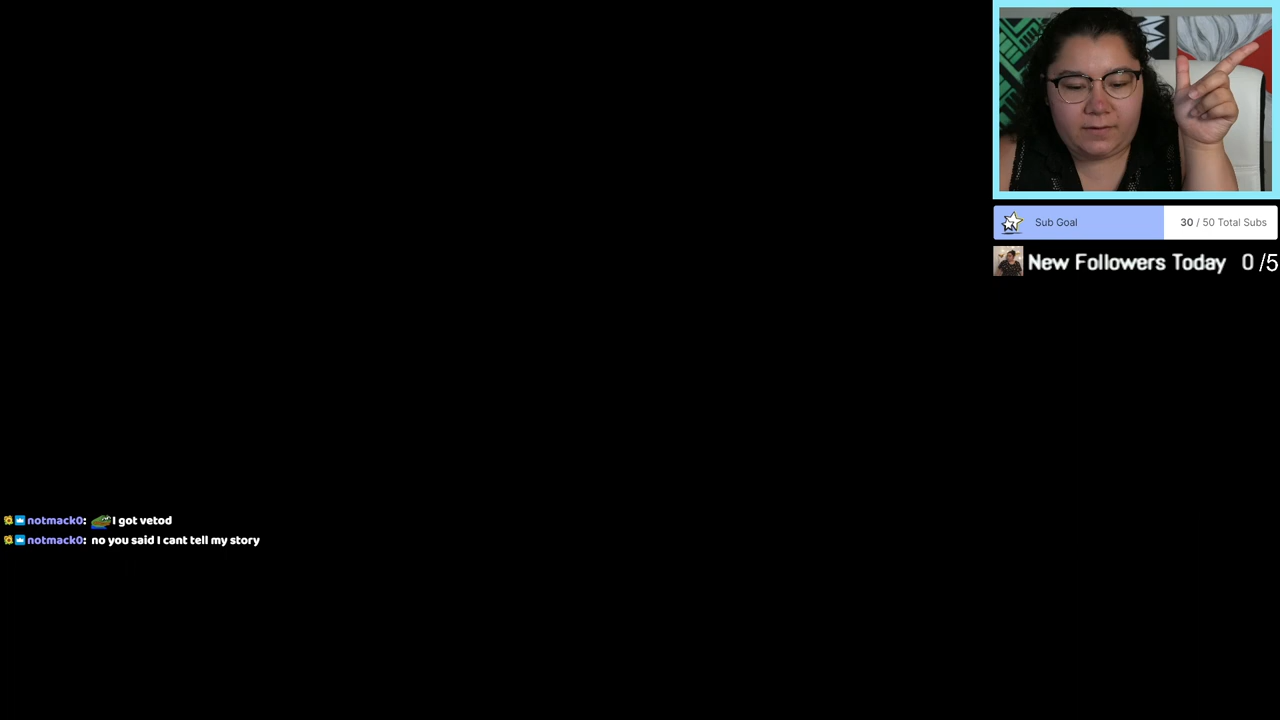 Sub Goal
30 / 50 Total Subs
New Followers Today 0 /5
notmack0: I got vetod
notmack0: no you said I cant tell my story